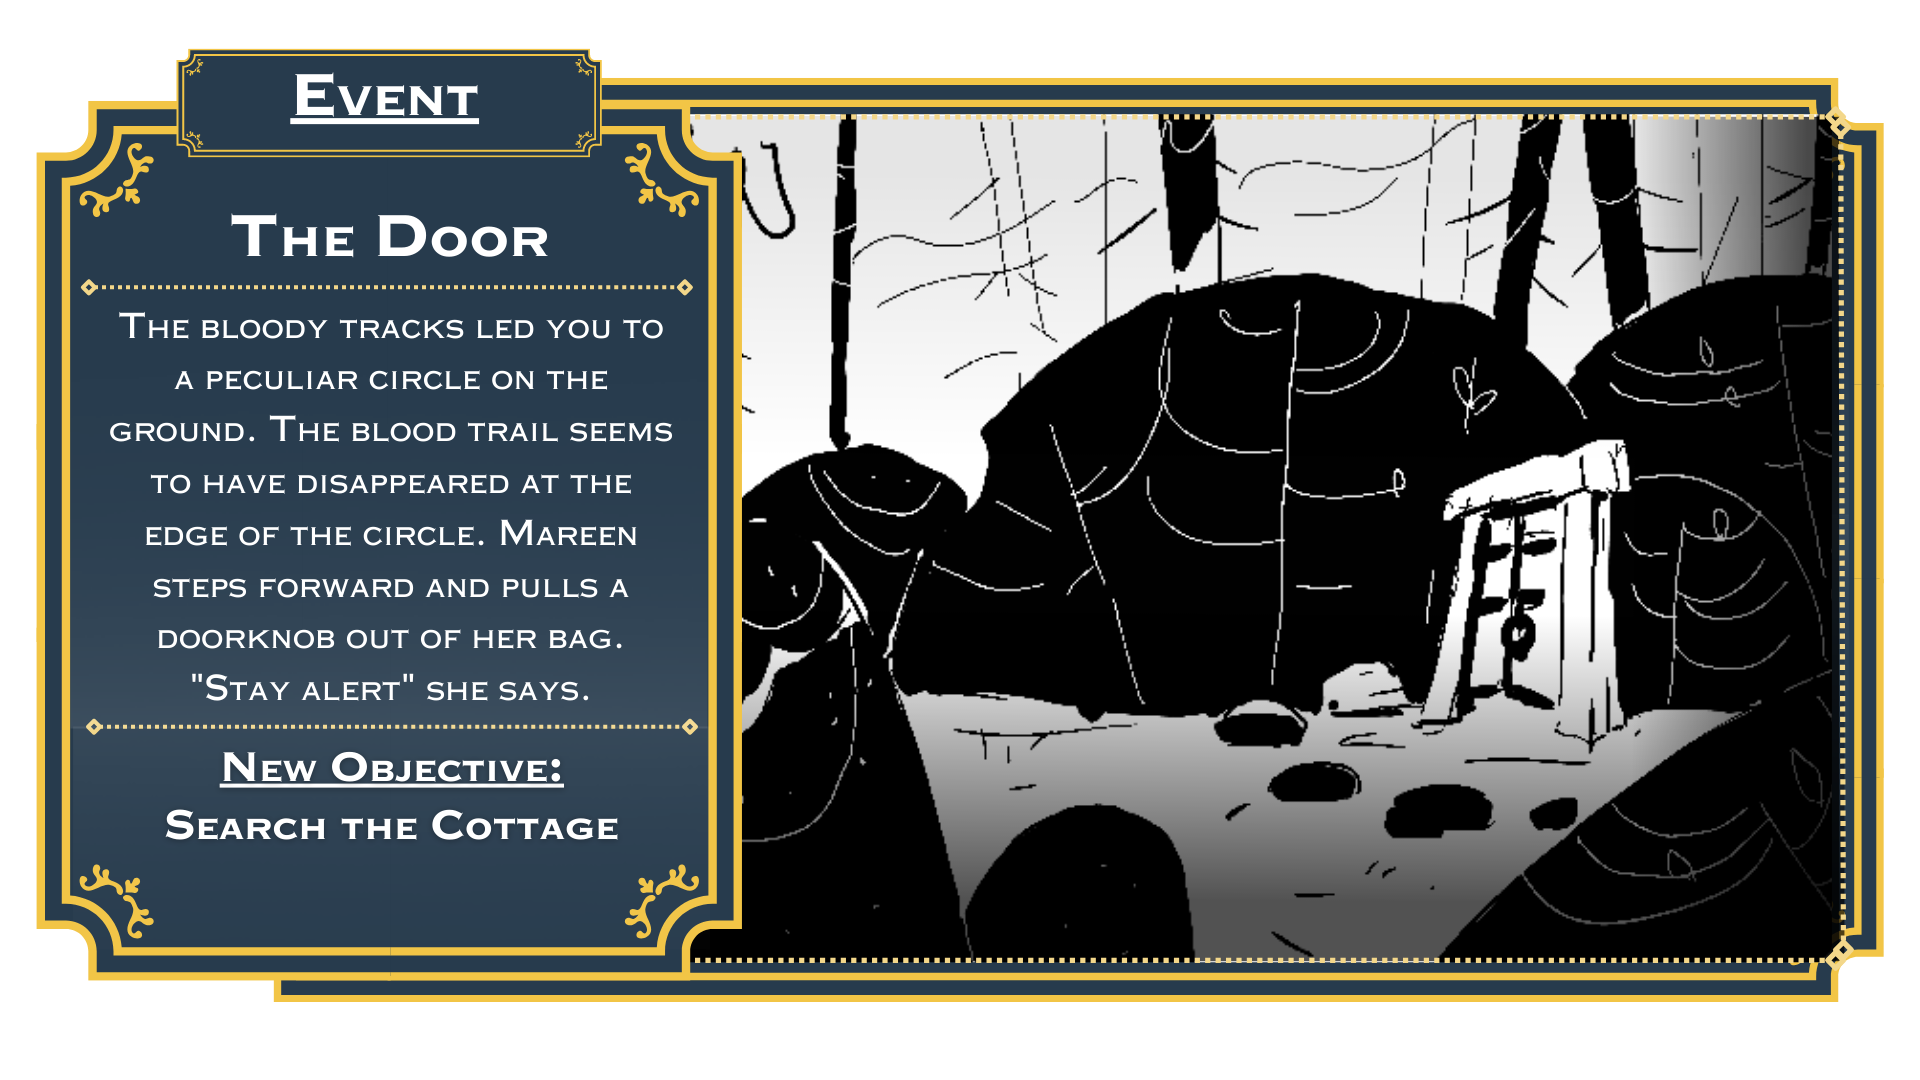 Event
The Door
The bloody tracks led you to
a peculiar circle on the
ground. The blood trail seems
to have disappeared at the
edge of the circle. Mareen
steps forward and pulls a
doorknob out of her bag.
"Stay alert" she says.
New Objective:
Search the Cottage